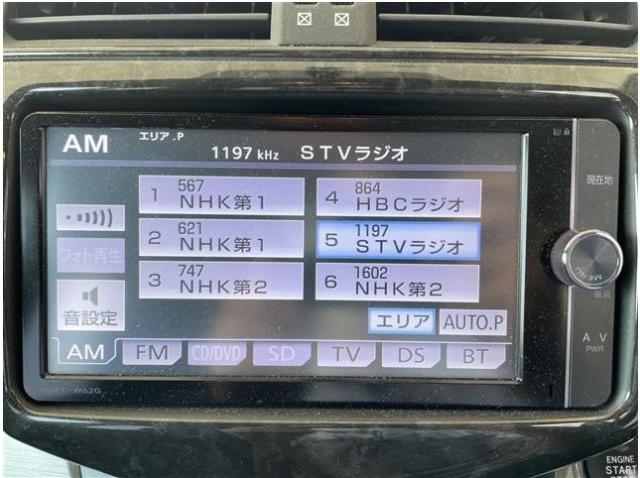 AM エリア.P
1197 kHz STVラジオ
現在地
1 567 NHK第1
4 864 HBCラジオ
2 621 NHK第1
5 1197 STVラジオ
フォト再生
3 747 NHK第2
6 1602 NHK第2
MENU
音設定
エリア AUTO.P
A V
PWR
AM FM CD/DVD SD TV DS BT
ENGINE
START